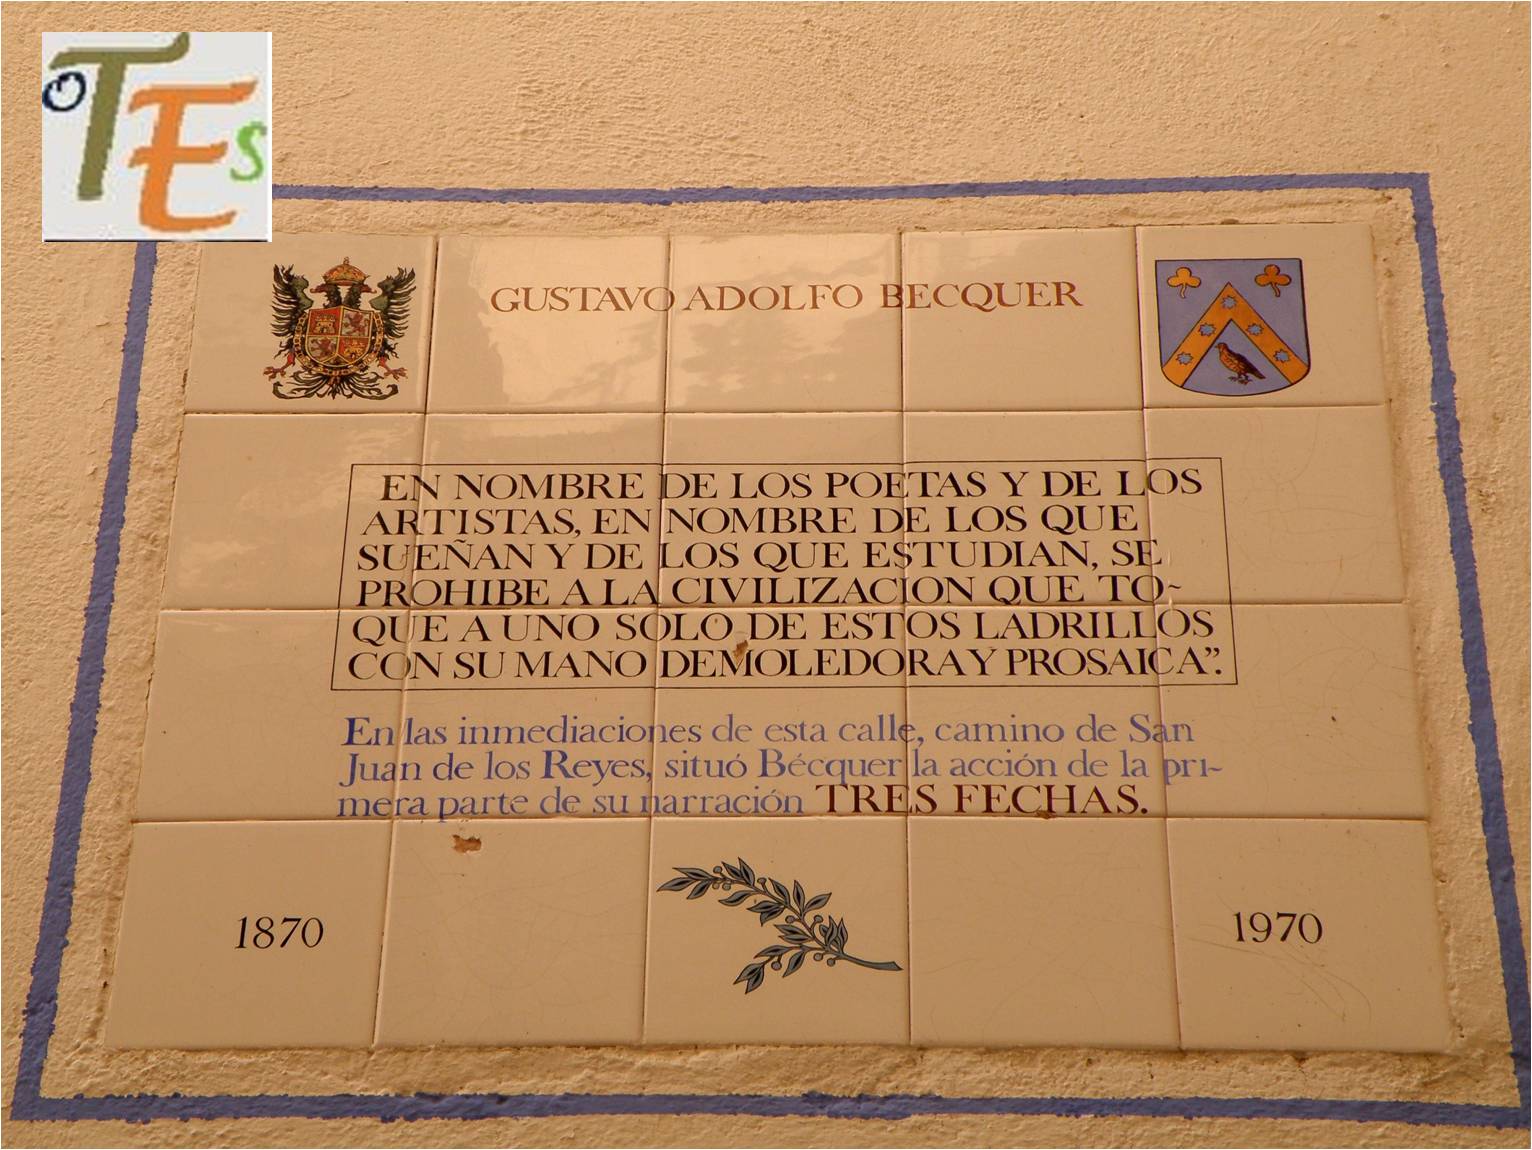 oTEs
GUSTAVO ADOLFO BECQUER
EN NOMBRE DE LOS POETAS Y DE LOS
ARTISTAS, EN NOMBRE DE LOS QUE
SUEÑAN Y DE LOS QUE ESTUDIAN, SE
PROHIBE A LA CIVILIZACION QUE TO~
QUE A UNO SOLO DE ESTOS LADRILLOS
CON SU MANO DEMOLEDORA Y PROSAICA”.
En las inmediaciones de esta calle, camino de San
Juan de los Reyes, situó Bécquer la acción de la pri~
mera parte de su narración TRES FECHAS.
1870
1970